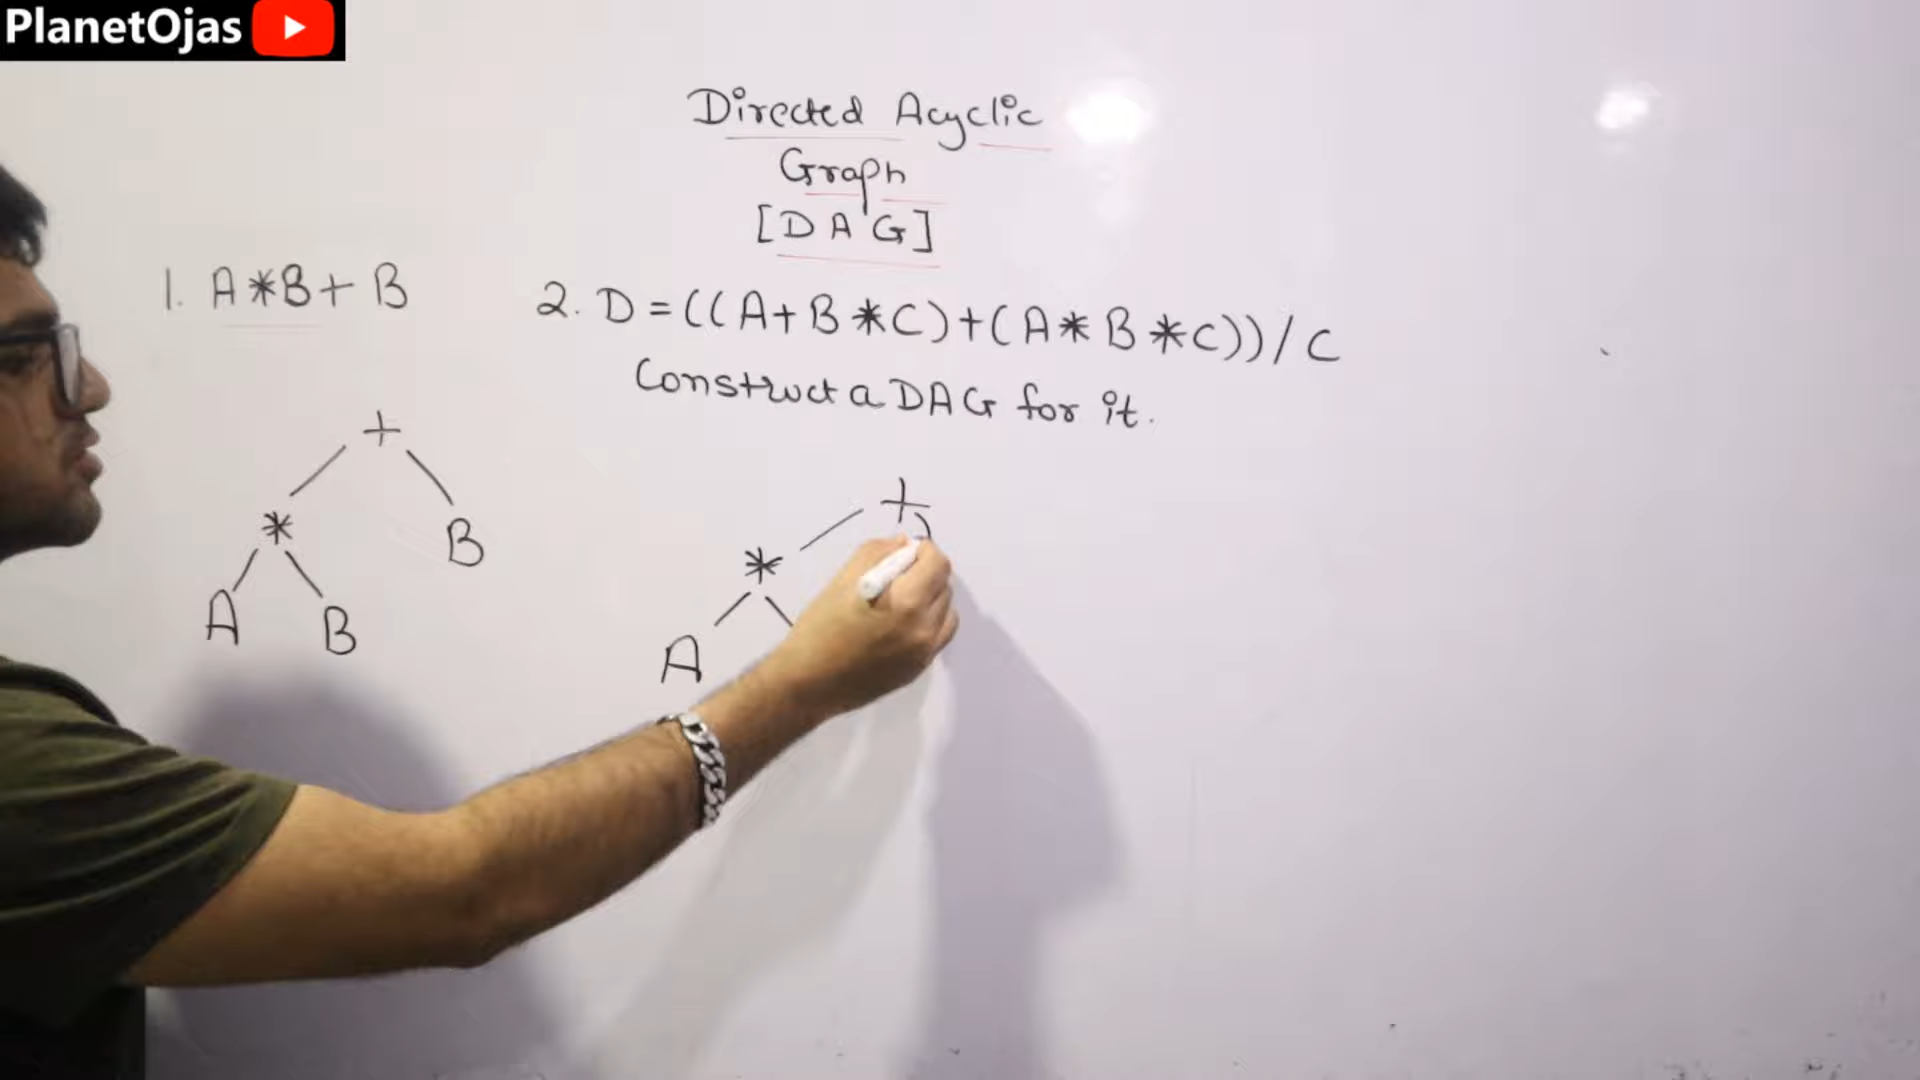 PlanetOjas
Directed Acyclic
Graph
[DAG]
1. A*B+B
2. D=((A+B*C)+(A*B*C))/C
Construct a DAG for it.
+
* B
A B
+
*
A